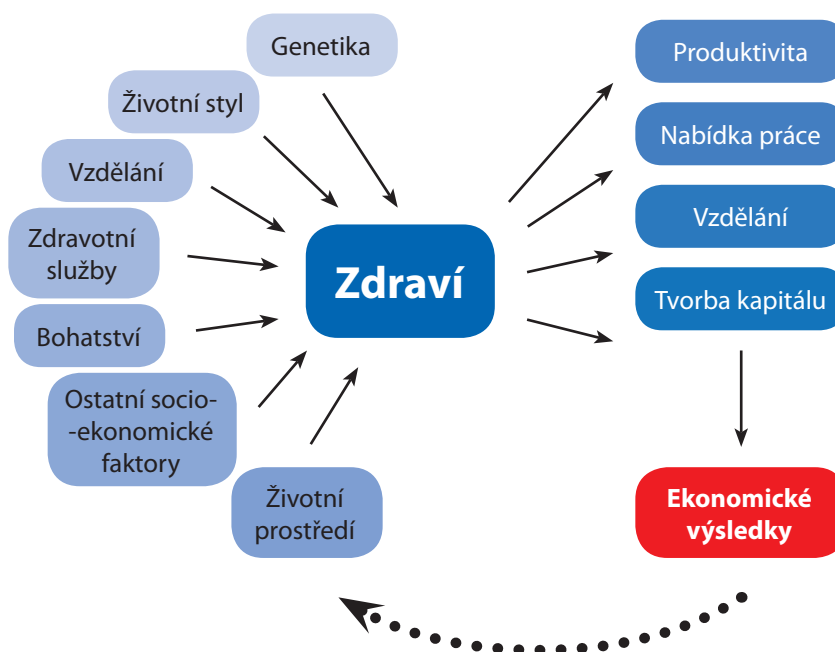 Genetika
Životní styl
Vzdělání
Zdravotní
služby
Bohatství
Ostatní socio-
-ekonomické
faktory
Životní
prostředí
Zdraví
Produktivita
Nabídka práce
Vzdělání
Tvorba kapitálu
Ekonomické
výsledky